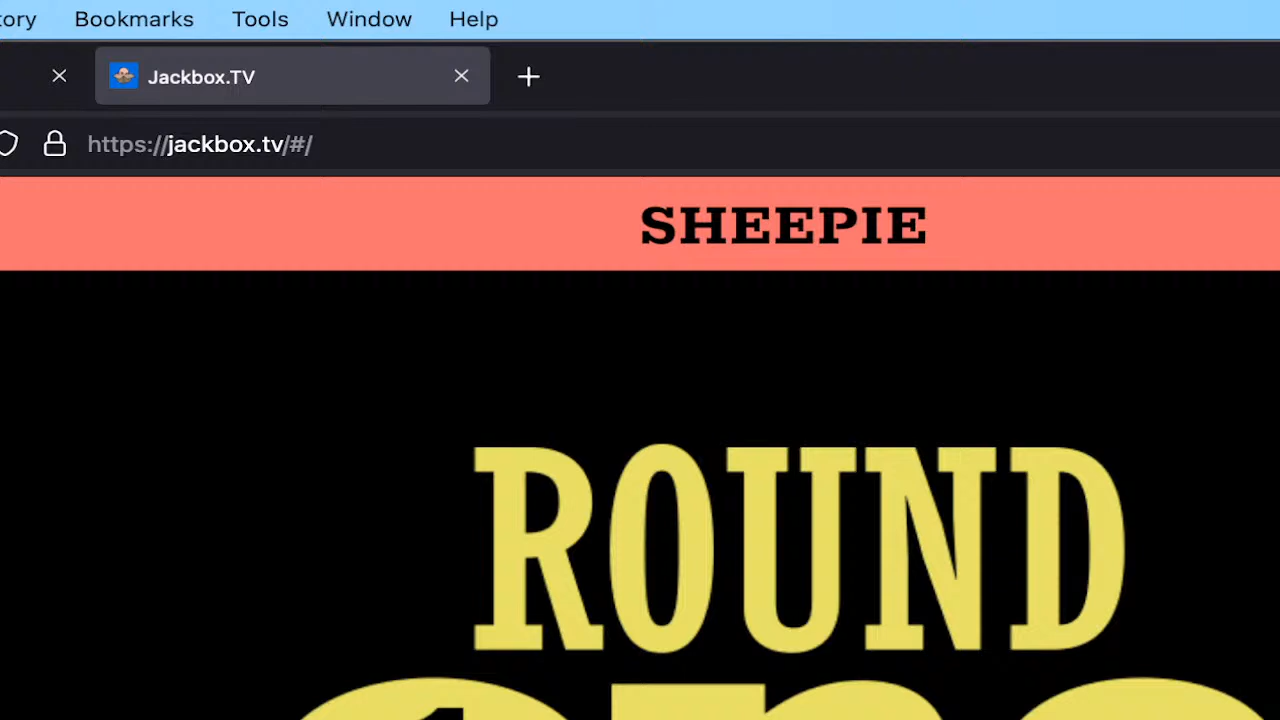 tory Bookmarks Tools Window Help
Jackbox.TV
https://jackbox.tv/#/
SHEEPIE
ROUND